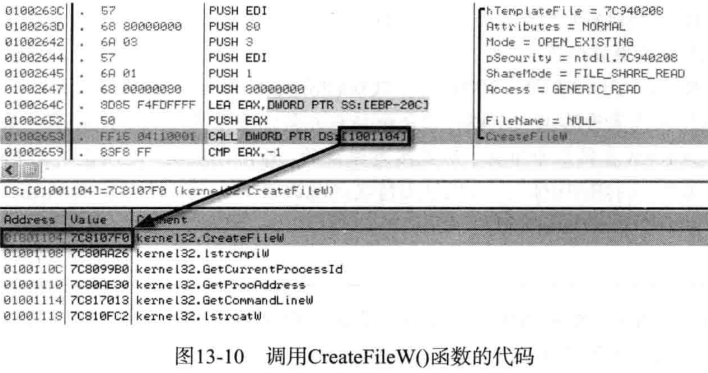 0100263C . 57 PUSH EDI hTemplateFile = 7C940208
0100263D . 68 80000000 PUSH 80 Attributes = NORMAL
01002642 . 6A 03 PUSH 3 Mode = OPEN_EXISTING
01002644 . 57 PUSH EDI pSecurity = ntdll.7C940208
01002645 . 6A 01 PUSH 1 ShareMode = FILE_SHARE_READ
01002647 . 68 00000080 PUSH 80000000 Access = GENERIC_READ
0100264C . 8D85 F4FDFFFF LEA EAX,DWORD PTR SS:[EBP-20C]
01002652 . 50 PUSH EAX FileName = NULL
01002653 . FF15 04110001 CALL DWORD PTR DS:[1001104] CreateFileW
01002659 . 83F8 FF CMP EAX,-1
DS:[01001104]=7C8107F0 (kernel32.CreateFileW)
Address Value Comment
01001104 7C8107F0 kernel32.CreateFileW
01001108 7C80AA26 kernel32.lstrcmpiW
0100110C 7C8099B0 kernel32.GetCurrentProcessId
01001110 7C80AE30 kernel32.GetProcAddress
01001114 7C817013 kernel32.GetCommandLineW
01001118 7C810FC2 kernel32.lstrcatW
图13-10 调用CreateFileW()函数的代码